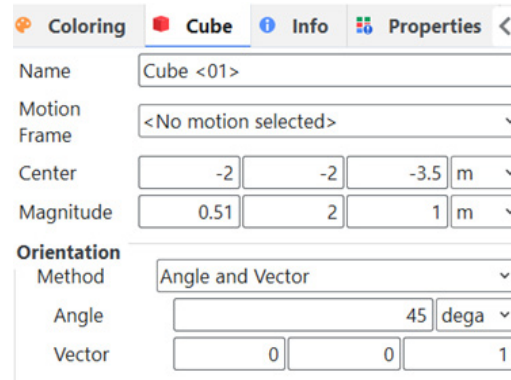 Coloring Cube Info Properties
Name Cube <01>
Motion
Frame <No motion selected>
Center -2 -2 -3.5 m
Magnitude 0.51 2 1 m
Orientation
Method Angle and Vector
Angle 45 dega
Vector 0 0 1